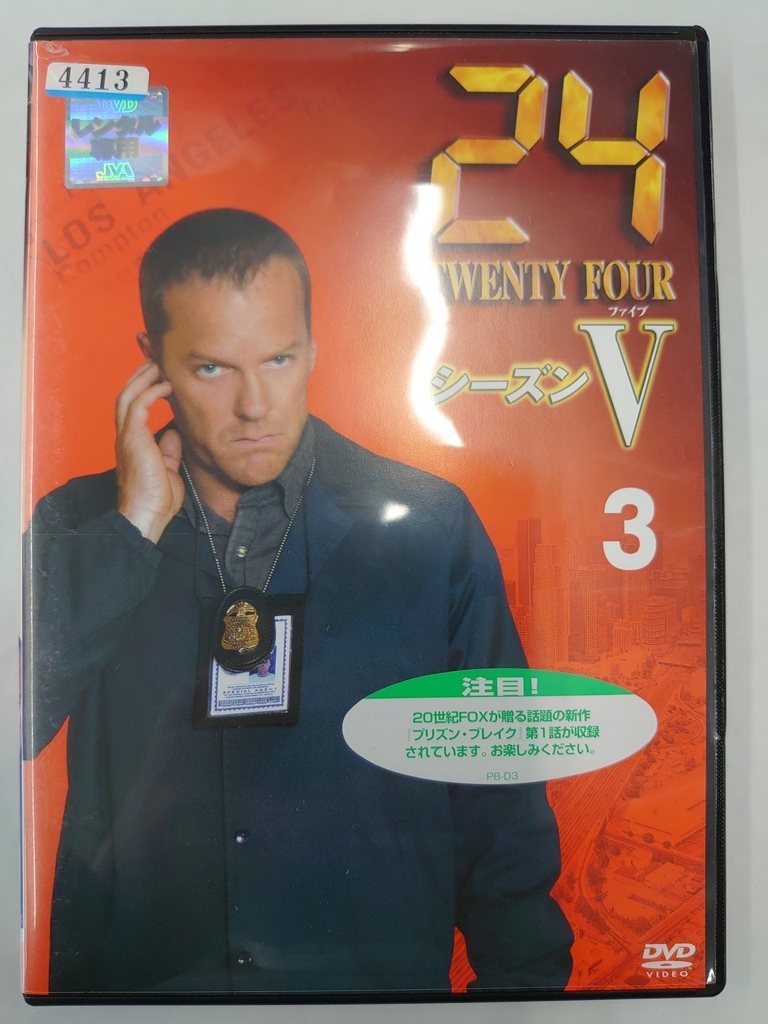 4413
DVD
レンタル
専用
JVA
LOS ANGELES
Compton
24
TWENTY FOUR
ファイブ
シーズンV
3
SPECIAL AGENT
注目!
20世紀FOXが贈る話題の新作
『プリズン・ブレイク』第1話が収録
されています。お楽しみください。
PB-D3
DVD
VIDEO